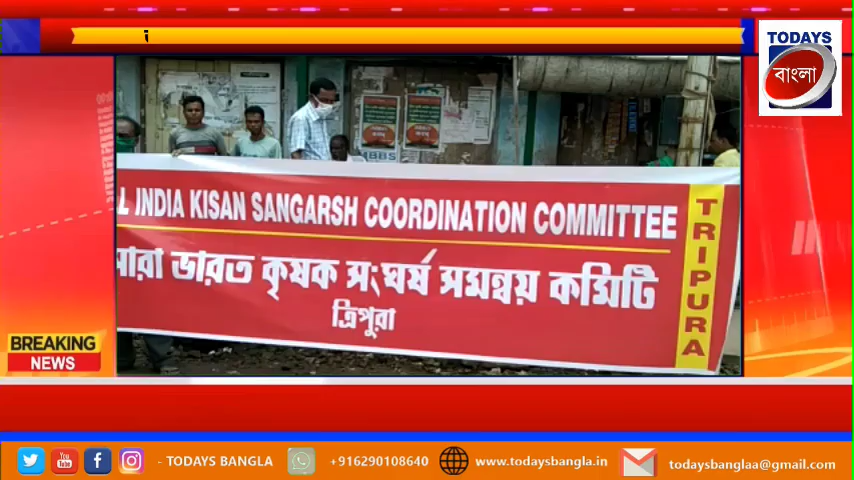 TODAYS
বাংলা
MBBS
L INDIA KISAN SANGARSH COORDINATION COMMITTEE
সারা ভারত কৃষক সংঘর্ষ সমন্বয় কমিটি
ত্রিপুরা
TRIPURA
BREAKING
NEWS
- TODAYS BANGLA
+916290108640
www.todaysbangla.in
todaysbanglaa@gmail.com